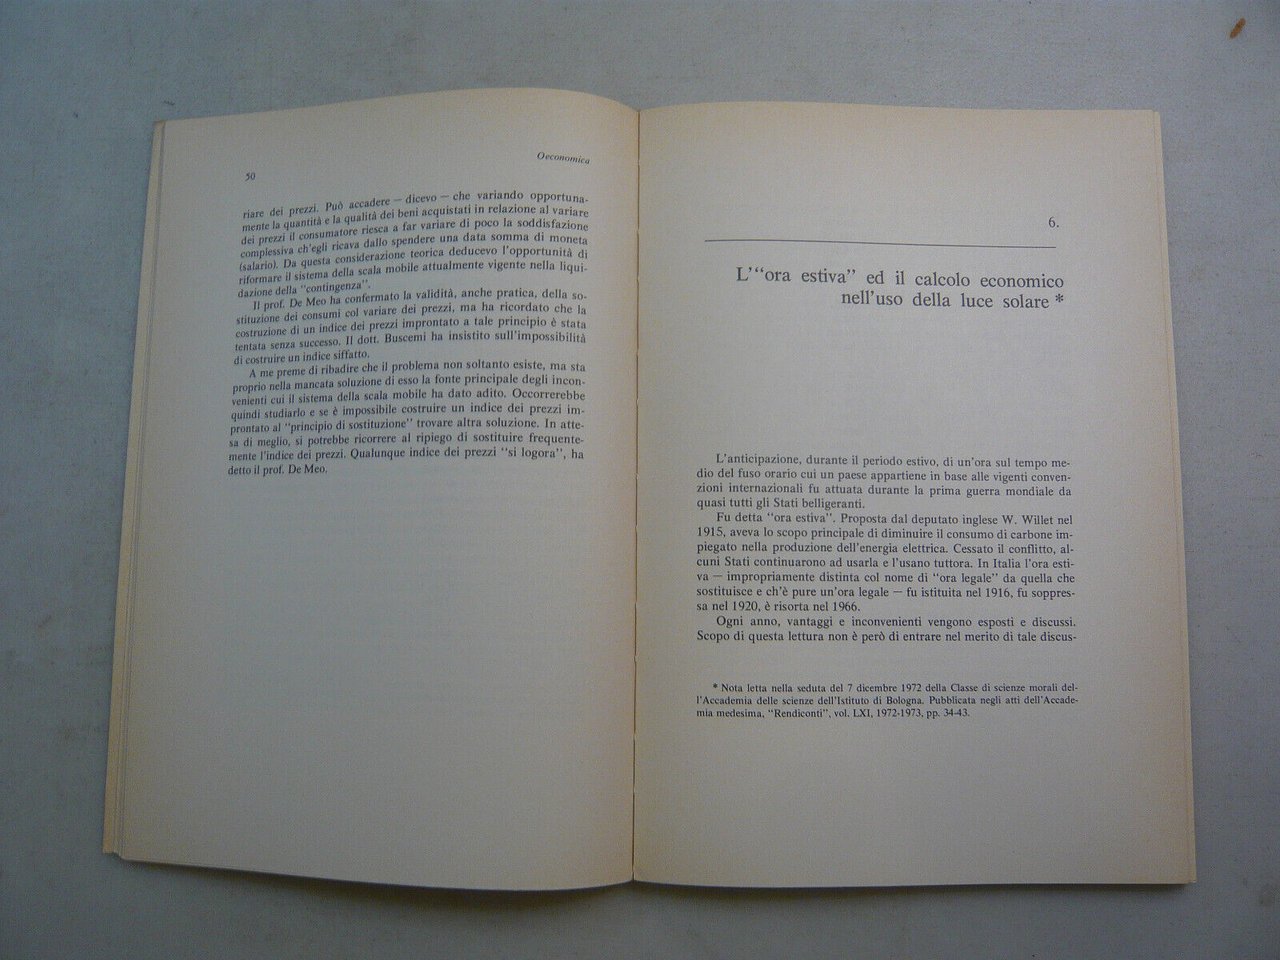 50
Oeconomica
riare dei prezzi. Può accadere — dicevo — che variando opportuna-
mente la quantità e la qualità dei beni acquistati in relazione al variare
dei prezzi il consumatore riesca a far variare di poco la soddisfazione
complessiva ch'egli ricava dallo spendere una data somma di moneta
(salario). Da questa considerazione teorica deducevo l'opportunità di
riformare il sistema della scala mobile attualmente vigente nella liqui-
dazione della "contingenza".
Il prof. De Meo ha confermato la validità, anche pratica, della so-
stituzione dei consumi col variare dei prezzi, ma ha ricordato che la
costruzione di un indice dei prezzi improntato a tale principio è stata
tentata senza successo. Il dott. Buscemi ha insistito sull'impossibilità
di costruire un indice siffatto.
A me preme di ribadire che il problema non soltanto esiste, ma sta
proprio nella mancata soluzione di esso la fonte principale degli incon-
venienti cui il sistema della scala mobile ha dato adito. Occorrerebbe
quindi studiarlo e se è impossibile costruire un indice dei prezzi im-
prontato al "principio di sostituzione" trovare altra soluzione. In atte-
sa di meglio, si potrebbe ricorrere al ripiego di sostituire frequente-
mente l'indice dei prezzi. Qualunque indice dei prezzi "si logora", ha
detto il prof. De Meo.
6.
L'"ora estiva" ed il calcolo economico
nell'uso della luce solare *
L'anticipazione, durante il periodo estivo, di un'ora sul tempo me-
dio del fuso orario cui un paese appartiene in base alle vigenti conven-
zioni internazionali fu attuata durante la prima guerra mondiale da
quasi tutti gli Stati belligeranti.
Fu detta "ora estiva". Proposta dal deputato inglese W. Willet nel
1915, aveva lo scopo principale di diminuire il consumo di carbone im-
piegato nella produzione dell'energia elettrica. Cessato il conflitto, al-
cuni Stati continuarono ad usarla e l'usano tuttora. In Italia l'ora esti-
va — impropriamente distinta col nome di "ora legale" da quella che
sostituisce e ch'è pure un'ora legale — fu istituita nel 1916, fu soppres-
sa nel 1920, è risorta nel 1966.
Ogni anno, vantaggi e inconvenienti vengono esposti e discussi.
Scopo di questa lettura non è però di entrare nel merito di tale discus-
* Nota letta nella seduta del 7 dicembre 1972 della Classe di scienze morali del-
l'Accademia delle scienze dell'Istituto di Bologna. Pubblicata negli atti dell'Accade-
mia medesima, "Rendiconti", vol. LXI, 1972-1973, pp. 34-43.